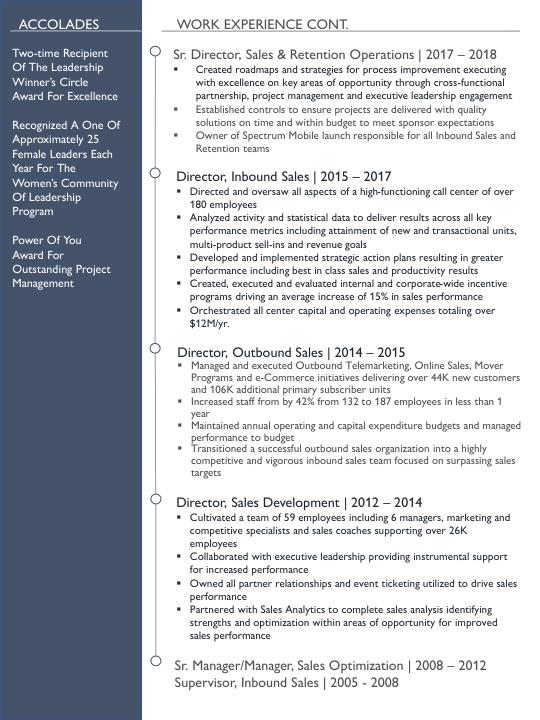 ACCOLADES
Two-time Recipient
Of The Leadership
Winner's Circle
Award For Excellence
Recognized A One Of
Approximately 25
Female Leaders Each
Year For The
Women's Community
Of Leadership
Program
Power Of You
Award For
Outstanding Project
Management
WORK EXPERIENCE CONT.
Sr. Director, Sales & Retention Operations | 2017 – 2018
▪ Created roadmaps and strategies for process improvement executing
with excellence on key areas of opportunity through cross-functional
partnership, project management and executive leadership engagement
▪ Established controls to ensure projects are delivered with quality
solutions on time and within budget to meet sponsor expectations
▪ Owner of Spectrum Mobile launch responsible for all Inbound Sales and
Retention teams
Director, Inbound Sales | 2015 – 2017
▪ Directed and oversaw all aspects of a high-functioning call center of over
180 employees
▪ Analyzed activity and statistical data to deliver results across all key
performance metrics including attainment of new and transactional units,
multi-product sell-ins and revenue goals
▪ Developed and implemented strategic action plans resulting in greater
performance including best in class sales and productivity results
▪ Created, executed and evaluated internal and corporate-wide incentive
programs driving an average increase of 15% in sales performance
▪ Orchestrated all center capital and operating expenses totaling over
$12M/yr.
Director, Outbound Sales | 2014 – 2015
▪ Managed and executed Outbound Telemarketing, Online Sales, Mover
Programs and e-Commerce initiatives delivering over 44K new customers
and 106K additional primary subscriber units
▪ Increased staff from by 42% from 132 to 187 employees in less than 1
year
▪ Maintained annual operating and capital expenditure budgets and managed
performance to budget
▪ Transitioned a successful outbound sales organization into a highly
competitive and vigorous inbound sales team focused on surpassing sales
targets
Director, Sales Development | 2012 – 2014
▪ Cultivated a team of 59 employees including 6 managers, marketing and
competitive specialists and sales coaches supporting over 26K
employees
▪ Collaborated with executive leadership providing instrumental support
for increased performance
▪ Owned all partner relationships and event ticketing utilized to drive sales
performance
▪ Partnered with Sales Analytics to complete sales analysis identifying
strengths and optimization within areas of opportunity for improved
sales performance
Sr. Manager/Manager, Sales Optimization | 2008 – 2012
Supervisor, Inbound Sales | 2005 - 2008